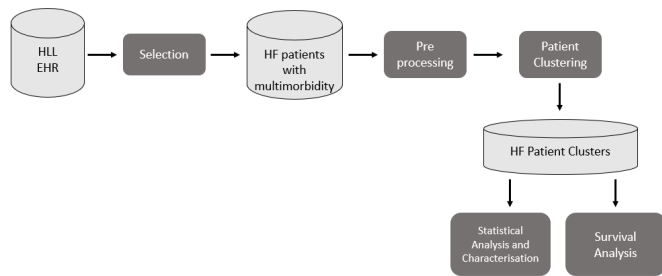 HLL
EHR
Selection
HF patients
with
multimorbidity
Pre
processing
Patient
Clustering
HF Patient Clusters
Statistical
Analysis and
Characterisation
Survival
Analysis